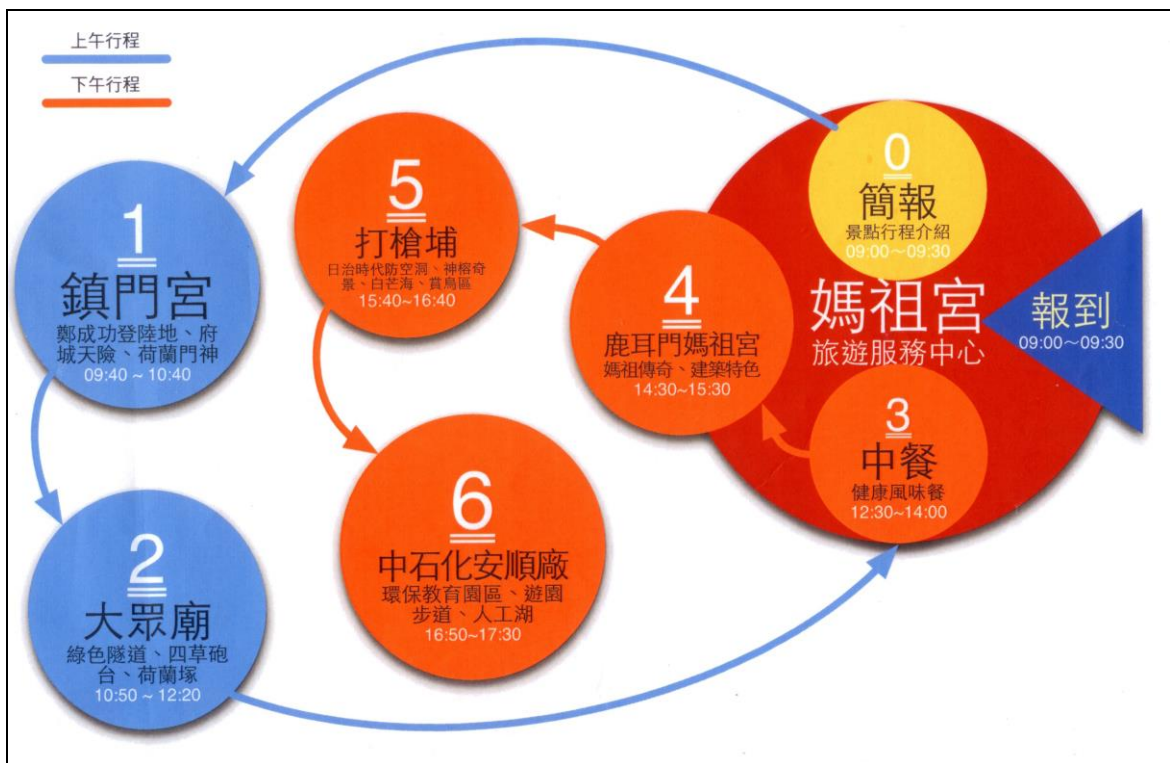 上午行程
下午行程
0
簡報
景點行程介紹
09:00～09:30
媽祖宮
旅遊服務中心
報到
09:00～09:30
1
鎮門宮
鄭成功登陸地、府
城天險、荷蘭門神
09:40 ~ 10:40
2
大眾廟
綠色隧道、四草砲
台、荷蘭塚
10:50 ~ 12:20
3
中餐
健康風味餐
12:30~14:00
4
鹿耳門媽祖宮
媽祖傳奇、建築特色
14:30~15:30
5
打槍埔
日治時代防空洞、神榕奇
景、白芒海、賞鳥區
15:40~16:40
6
中石化安順廠
環保教育園區、遊園
步道、人工湖
16:50~17:30